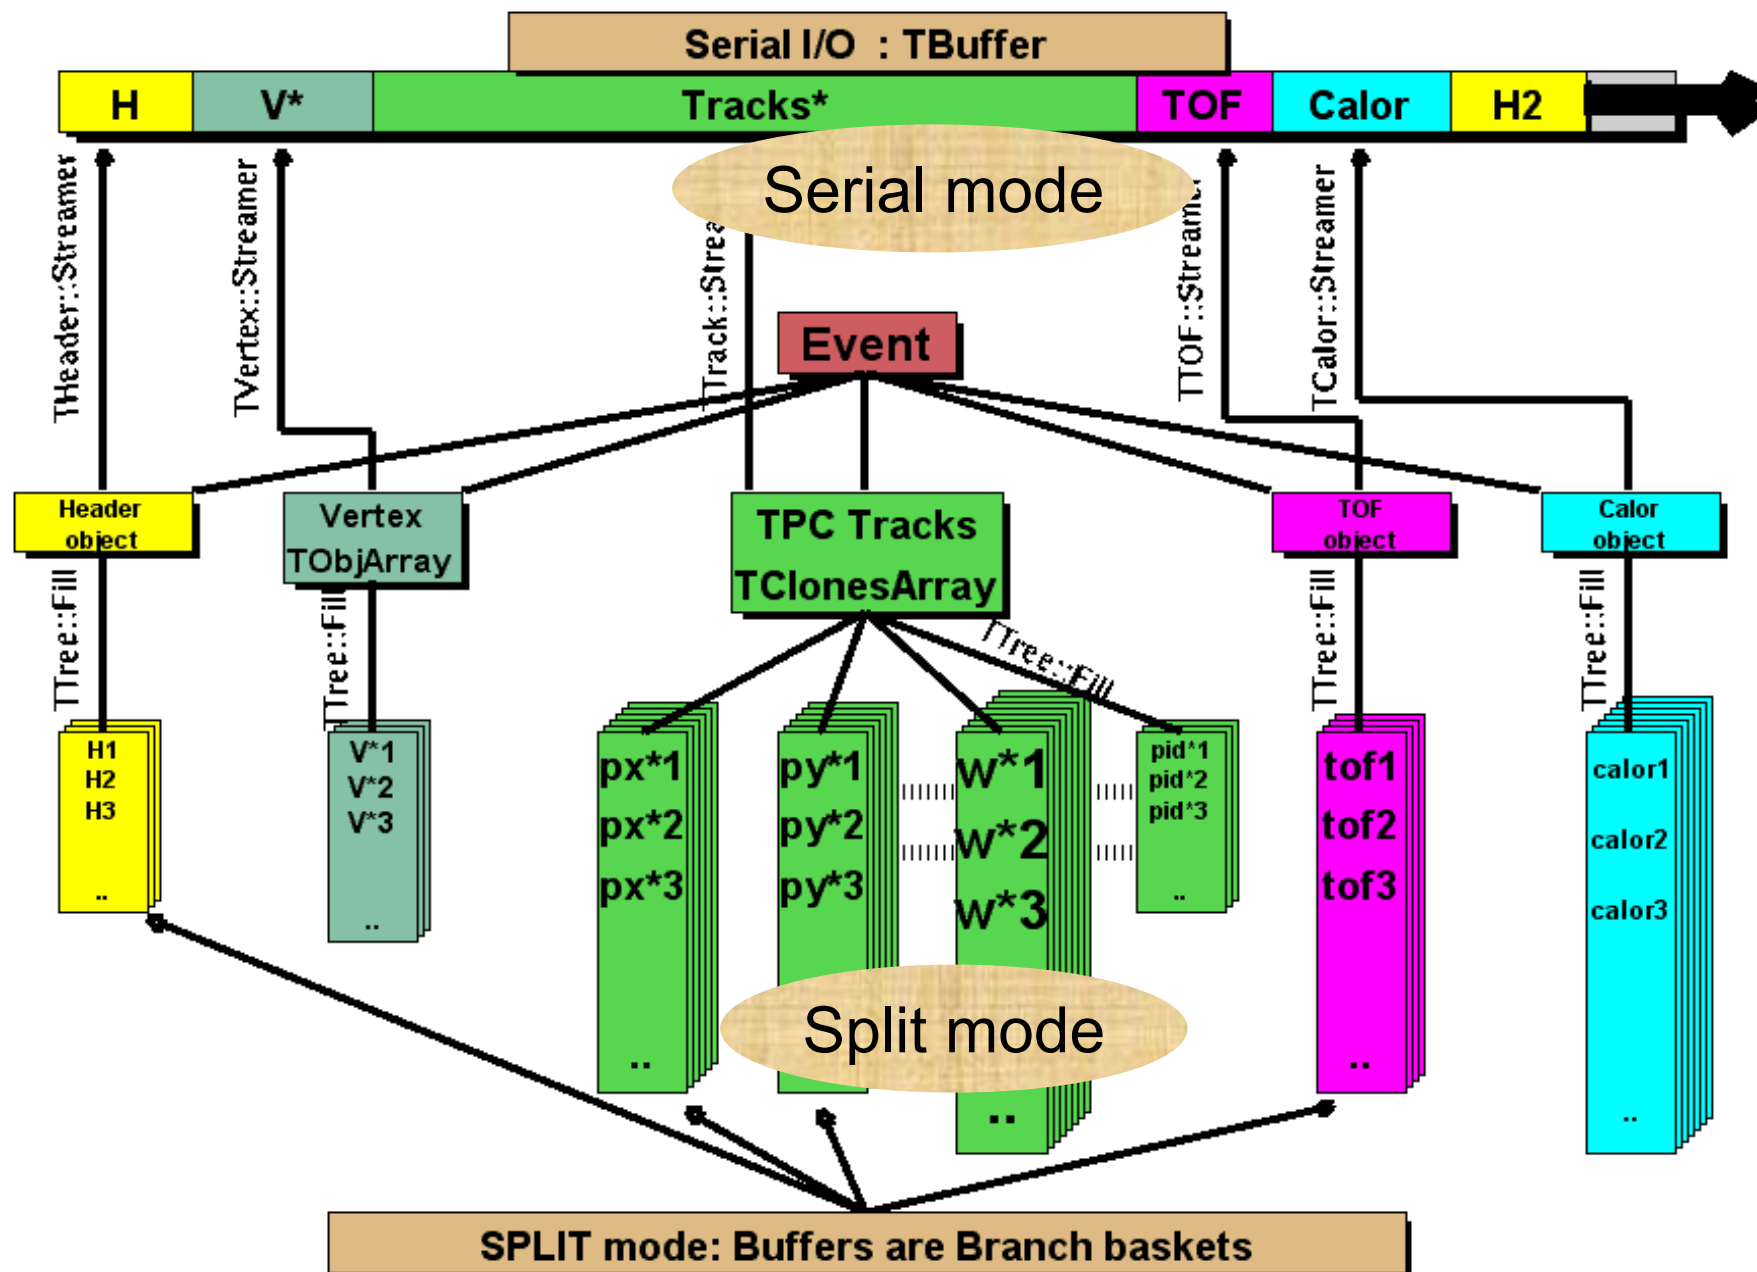 Serial I/O : TBuffer
H V* Tracks* TOF Calor H2
Serial mode
THeader::Streamer
TVertex::Streamer
TTrack::Strea
TTOF::Streamer
TCalor::Streamer
Event
Header
object
Vertex
TObjArray
TPC Tracks
TClonesArray
TOF
object
Calor
object
TTree::Fill
TTree::Fill
TTree::Fill
TTree::Fill
TTree::Fill
H1
H2
H3
..
V*1
V*2
V*3
..
px*1
px*2
px*3
..
py*1
py*2
py*3
w*1
w*2
w*3
..
pid*1
pid*2
pid*3
..
tof1
tof2
tof3
..
calor1
calor2
calor3
..
Split mode
SPLIT mode: Buffers are Branch baskets